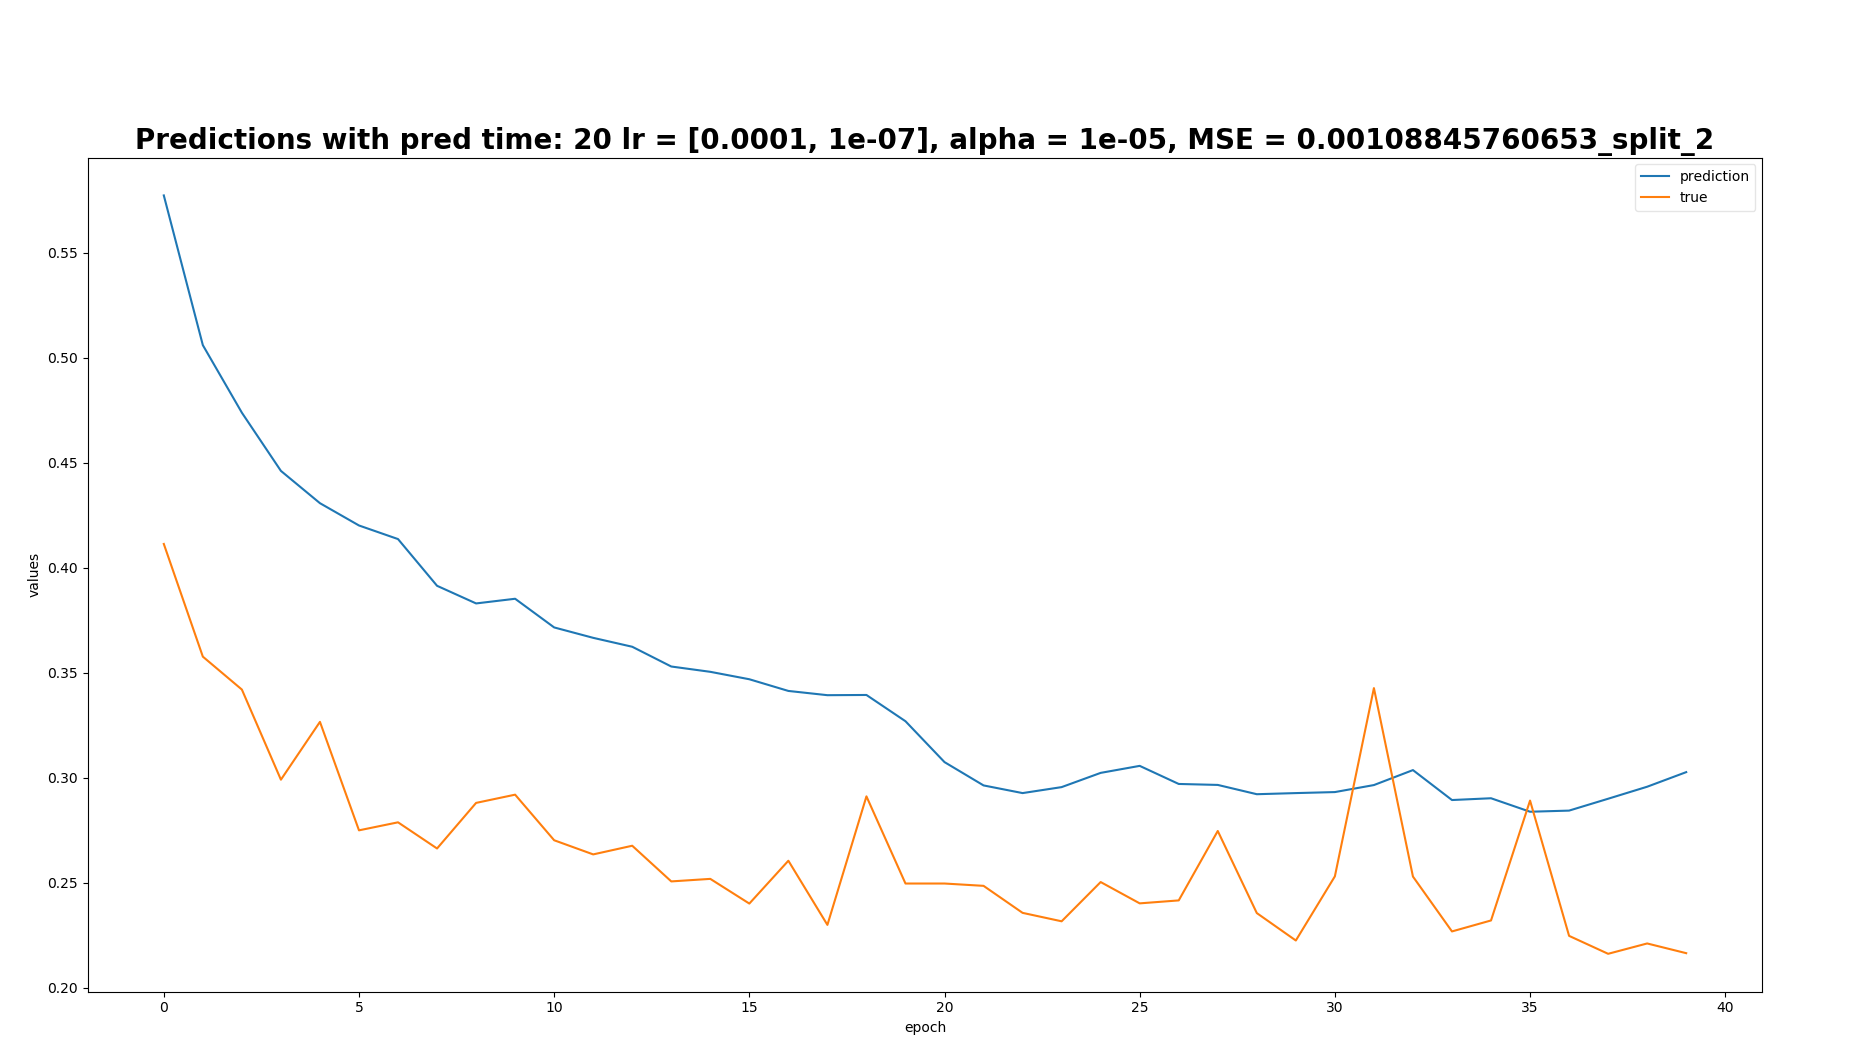 Predictions with pred time: 20 lr = [0.0001, 1e-07], alpha = 1e-05, MSE = 0.00108845760653_split_2
prediction
true
0.55
0.50
0.45
0.40
0.35
0.30
0.25
0.20
values
0 5 10 15 20 25 30 35 40
epoch